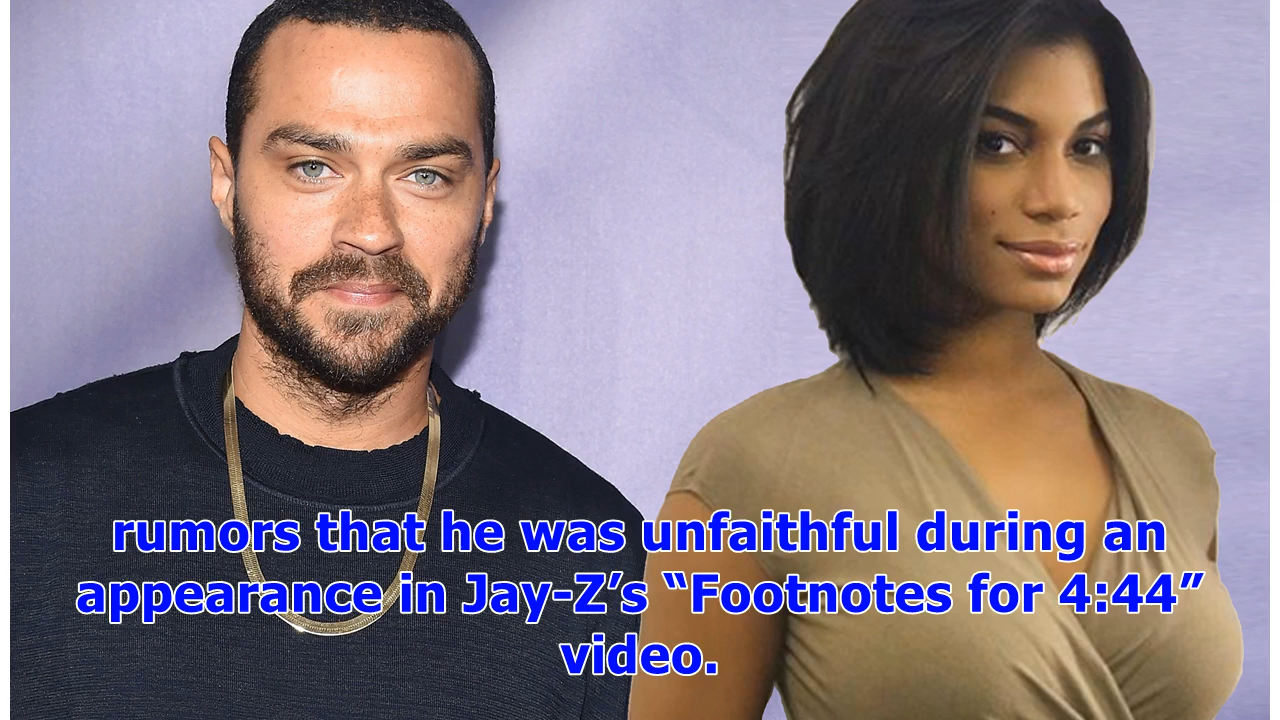 rumors that he was unfaithful during an
appearance in Jay-Z’s “Footnotes for 4:44”
video.